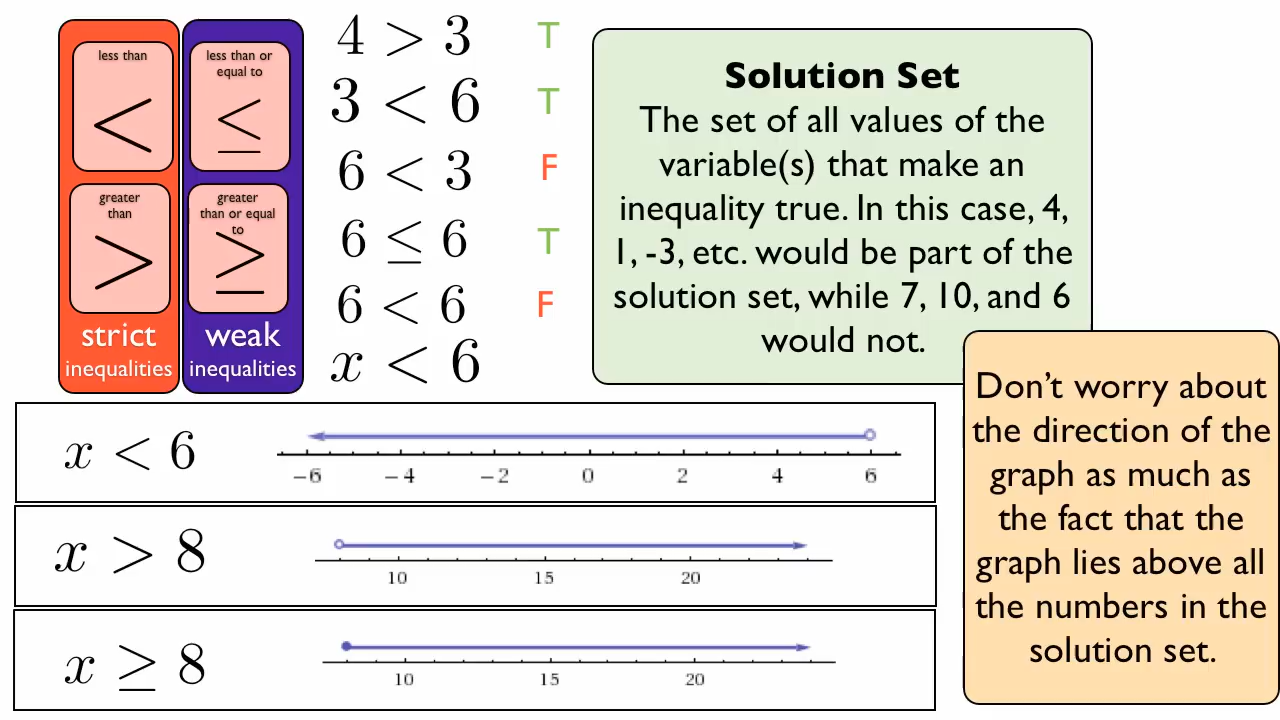 less than
<
less than or
equal to
≤
greater
than
>
greater
than or equal
to
≥
strict
inequalities
weak
inequalities
4 > 3 T
3 < 6 T
6 < 3 F
6 ≤ 6 T
6 < 6 F
x < 6
Solution Set
The set of all values of the
variable(s) that make an
inequality true. In this case, 4,
1, -3, etc. would be part of the
solution set, while 7, 10, and 6
would not.
Don't worry about
the direction of the
graph as much as
the fact that the
graph lies above all
the numbers in the
solution set.
x < 6
−6 −4 −2 0 2 4 6
x > 8
10 15 20
x ≥ 8
10 15 20